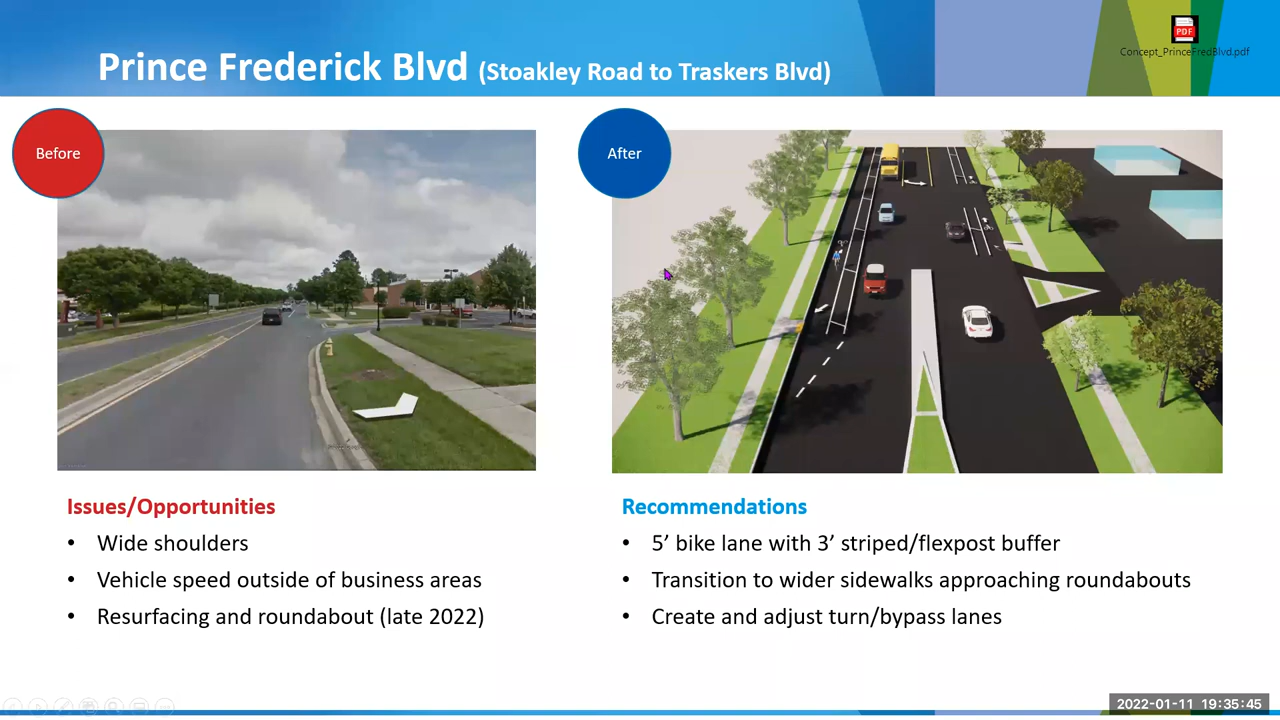 Prince Frederick Blvd (Stoakley Road to Traskers Blvd)
PDF
Concept_PrinceFredBlvd.pdf
Before
After
Issues/Opportunities
• Wide shoulders
• Vehicle speed outside of business areas
• Resurfacing and roundabout (late 2022)
Recommendations
• 5’ bike lane with 3’ striped/flexpost buffer
• Transition to wider sidewalks approaching roundabouts
• Create and adjust turn/bypass lanes
2022-01-11 19:35:45